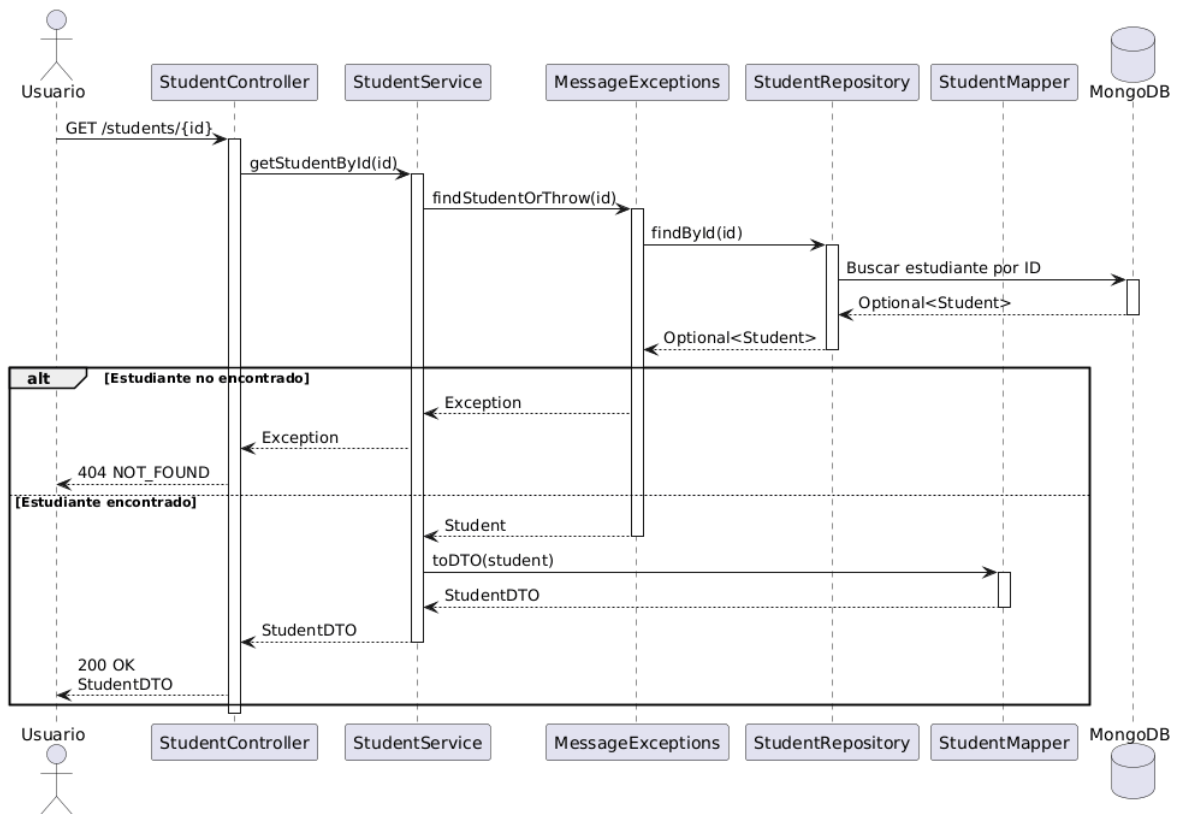 Usuario
StudentController
StudentService
MessageExceptions
StudentRepository
StudentMapper
MongoDB
GET /students/{id}
getStudentById(id)
findStudentOrThrow(id)
findById(id)
Buscar estudiante por ID
Optional<Student>
Optional<Student>
alt
[Estudiante no encontrado]
Exception
Exception
404 NOT_FOUND
[Estudiante encontrado]
Student
toDTO(student)
StudentDTO
StudentDTO
200 OK
StudentDTO
Usuario
StudentController
StudentService
MessageExceptions
StudentRepository
StudentMapper
MongoDB